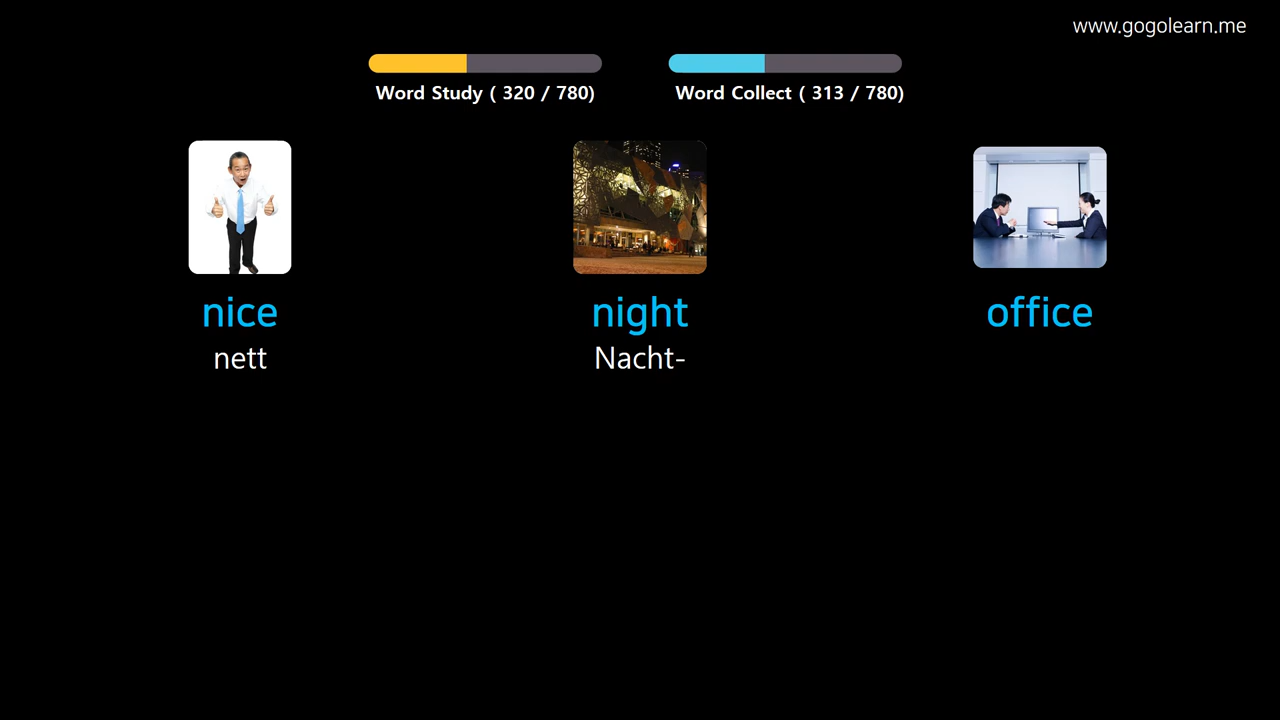 www.gogolearn.me
Word Study ( 320 / 780)
Word Collect ( 313 / 780)
nice
night
office
nett
Nacht-